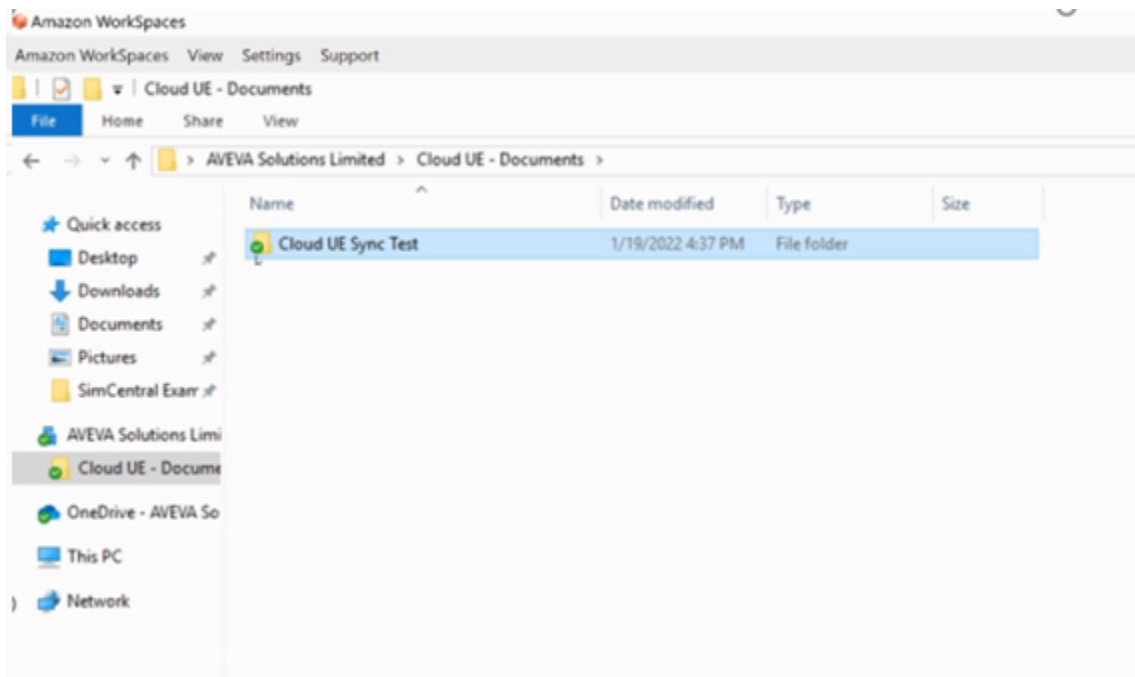 Amazon WorkSpaces
Amazon WorkSpaces View Settings Support
Cloud UE - Documents
File Home Share View
AVEVA Solutions Limited > Cloud UE - Documents >
Name Date modified Type Size
Quick access
Cloud UE Sync Test 1/19/2022 4:37 PM File folder
Desktop
Downloads
Documents
Pictures
SimCentral Exam
AVEVA Solutions Limi
Cloud UE - Docume
OneDrive - AVEVA So
This PC
Network